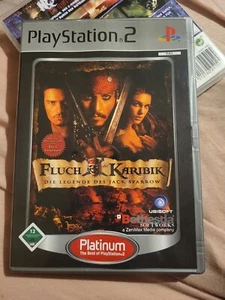 PlayStation 2
FLUCH KARIBIK
DIE LEGENDE DES JACK SPARROW
UBISOFT
Bethesda
SOFTWORKS
a ZeniMax Media company
12
Platinum
The Best of PlayStation 2